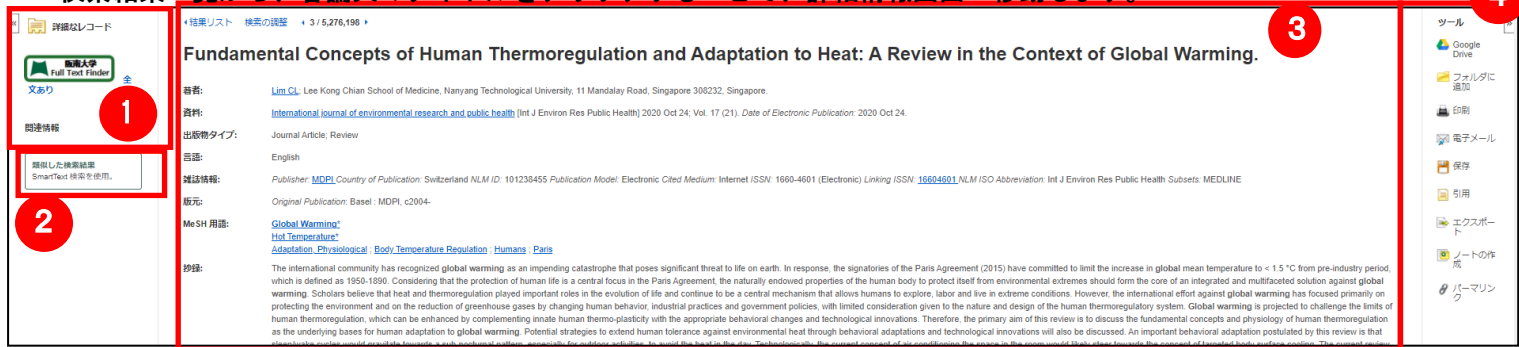 詳細なレコード
阪南大学
Full Text Finder
全
文あり
1
関連情報
類似した検索結果
SmartText 検索を使用。
2
結果リスト 検索の調整 3 / 5,276,198
3
Fundamental Concepts of Human Thermoregulation and Adaptation to Heat: A Review in the Context of Global Warming.
著者: Lim CL; Lee Kong Chian School of Medicine, Nanyang Technological University, 11 Mandalay Road, Singapore 308232, Singapore.
資料: International journal of environmental research and public health [Int J Environ Res Public Health] 2020 Oct 24; Vol. 17 (21). Date of Electronic Publication: 2020 Oct 24.
出版物タイプ: Journal Article; Review
言語: English
雑誌情報: Publisher: MDPI Country of Publication: Switzerland NLM ID: 101238455 Publication Model: Electronic Cited Medium: Internet ISSN: 1660-4601 (Electronic) Linking ISSN: 16604601 NLM ISO Abbreviation: Int J Environ Res Public Health Subsets: MEDLINE
版元: Original Publication: Basel : MDPI, c2004-
MeSH 用語: Global Warming*
Hot Temperature*
Adaptation, Physiological ; Body Temperature Regulation ; Humans ; Paris
抄録: The international community has recognized global warming as an impending catastrophe that poses significant threat to life on earth. In response, the signatories of the Paris Agreement (2015) have committed to limit the increase in global mean temperature to < 1.5 °C from pre-industry period,
which is defined as 1950-1890. Considering that the protection of human life is a central focus in the Paris Agreement, the naturally endowed properties of the human body to protect itself from environmental extremes should form the core of an integrated and multifaceted solution against global
warming. Scholars believe that heat and thermoregulation played important roles in the evolution of life and continue to be a central mechanism that allows humans to explore, labor and live in extreme conditions. However, the international effort against global warming has focused primarily on
protecting the environment and on the reduction of greenhouse gases by changing human behavior, industrial practices and government policies, with limited consideration given to the nature and design of the human thermoregulatory system. Global warming is projected to challenge the limits of
human thermoregulation, which can be enhanced by complementing innate human thermo-plasticity with the appropriate behavioral changes and technological innovations. Therefore, the primary aim of this review is to discuss the fundamental concepts and physiology of human thermoregulation
as the underlying bases for human adaptation to global warming. Potential strategies to extend human tolerance against environmental heat through behavioral adaptations and technological innovations will also be discussed. An important behavioral adaptation postulated by this review is that
ツール
Google
Drive
フォルダに
追加
印刷
電子メール
保存
引用
エクスポー
ト
ノートの作
成
パーマリン
ク